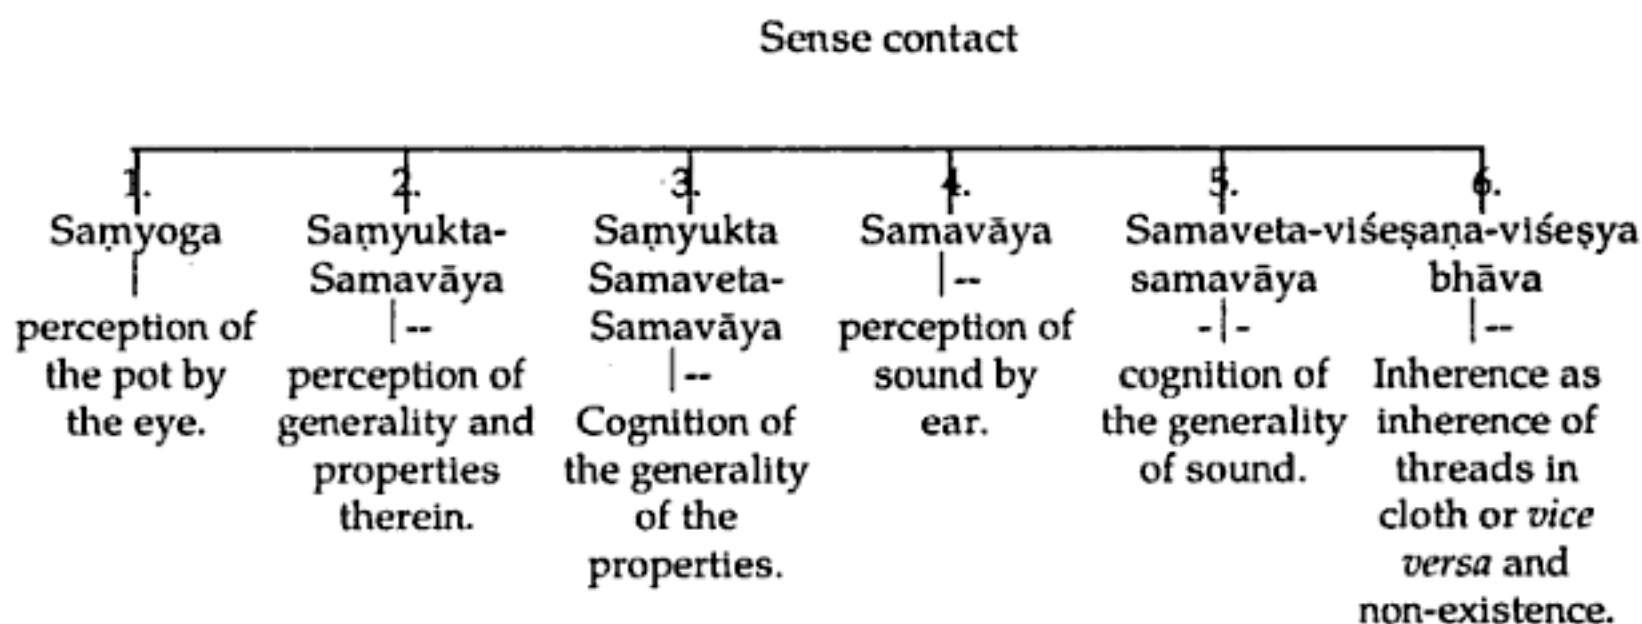 Sense contact
1.
Saṃyoga
perception of
the pot by
the eye.
2.
Saṃyukta-
Samavāya
perception of
generality and
properties
therein.
3.
Saṃyukta
Samaveta-
Samavāya
Cognition of
the generality
of the
properties.
4.
Samavāya
perception of
sound by
ear.
5.
Samaveta-
samavāya
cognition of
the generality
of sound.
6.
viśeṣaṇa-viśeṣya
bhāva
Inherence as
inherence of
threads in
cloth or vice
versa and
non-existence.